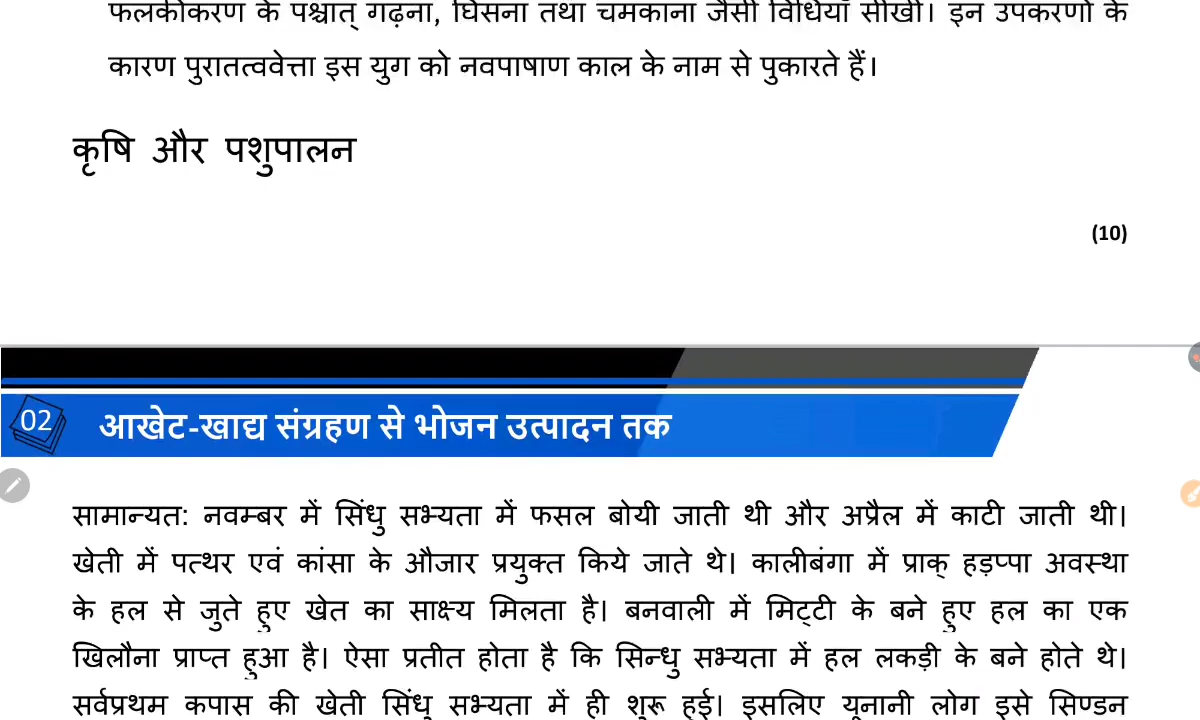 फलकीकरण के पश्चात् गढ़ना, घिसना तथा चमकाना जैसी विधियाँ सीखी। इन उपकरणों के
कारण पुरातत्ववेत्ता इस युग को नवपाषाण काल के नाम से पुकारते हैं।
कृषि और पशुपालन
(10)
02
आखेट-खाद्य संग्रहण से भोजन उत्पादन तक
सामान्यत: नवम्बर में सिंधु सभ्यता में फसल बोयी जाती थी और अप्रैल में काटी जाती थी।
खेती में पत्थर एवं कांसा के औजार प्रयुक्त किये जाते थे। कालीबंगा में प्राक् हड़प्पा अवस्था
के हल से जुते हुए खेत का साक्ष्य मिलता है। बनवाली में मिट्टी के बने हुए हल का एक
खिलौना प्राप्त हुआ है। ऐसा प्रतीत होता है कि सिन्धु सभ्यता में हल लकड़ी के बने होते थे।
सर्वप्रथम कपास की खेती सिंधु सभ्यता में ही शुरू हुई। इसलिए यूनानी लोग इसे सिण्डन